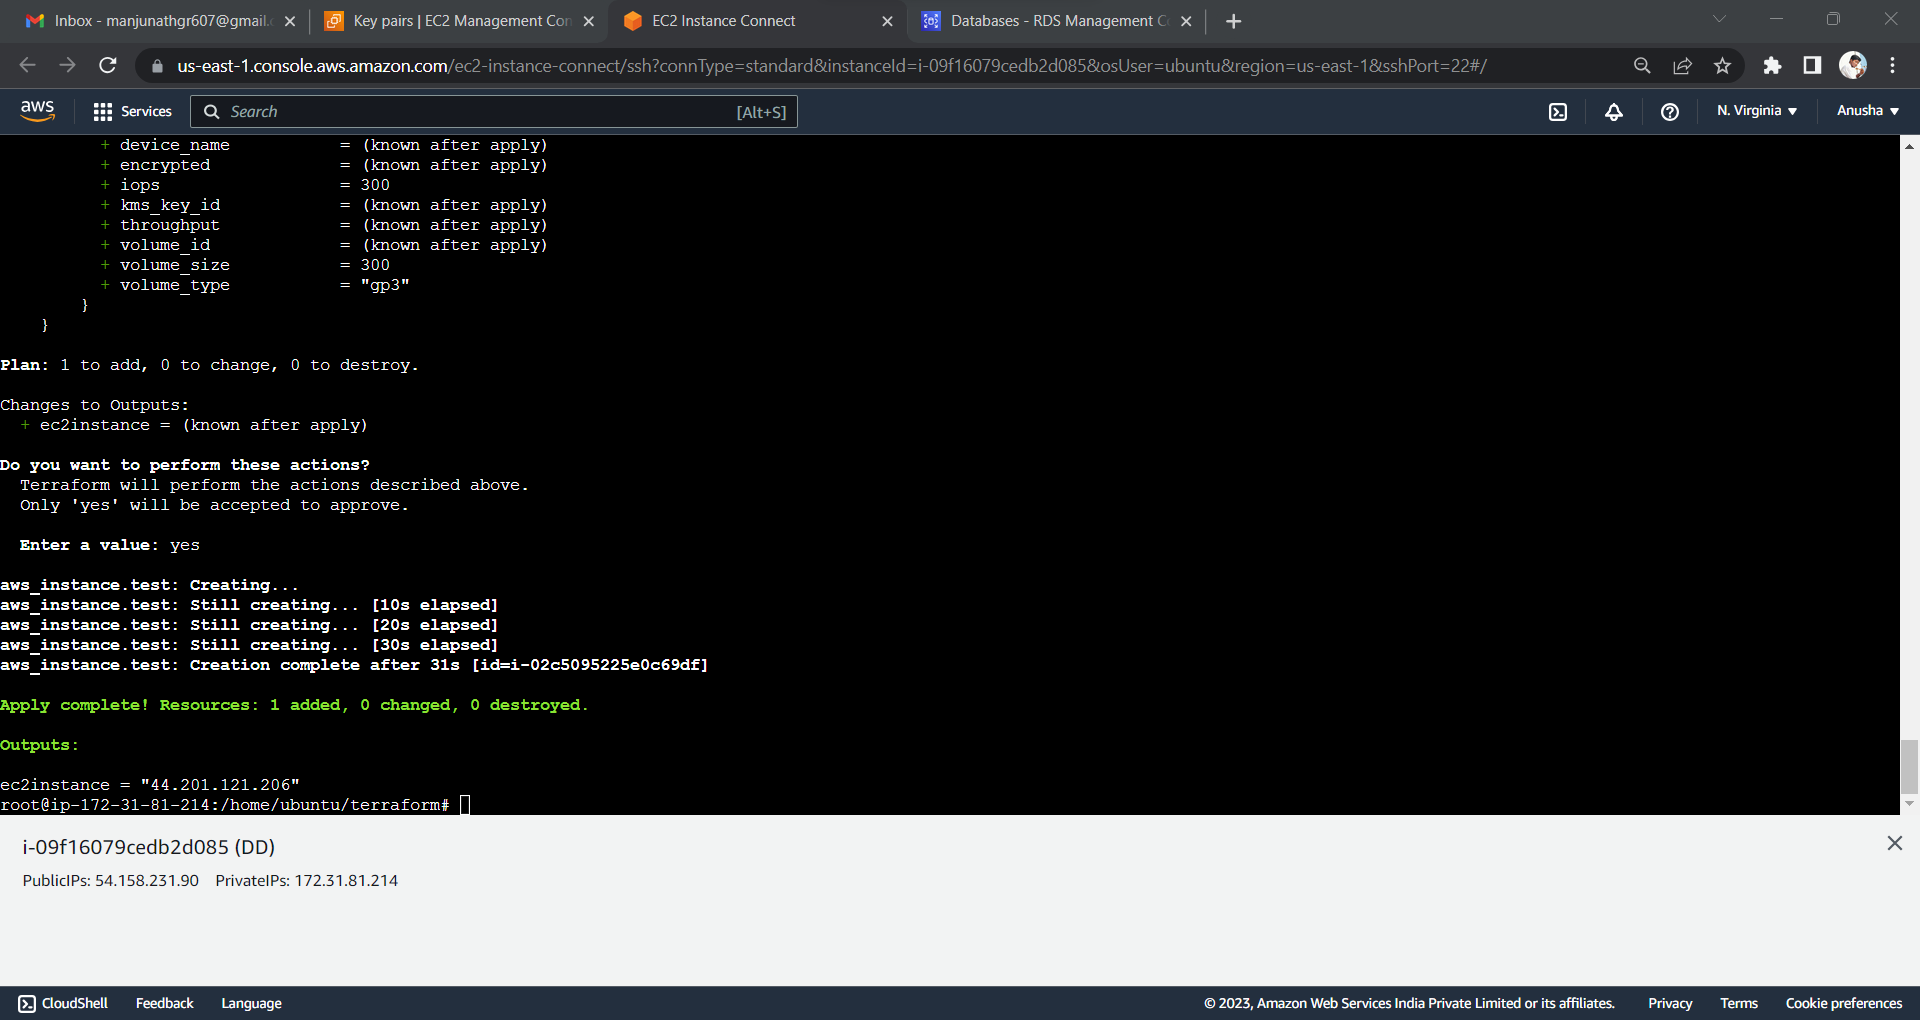 Inbox - manjunathgr607@gmail.c
Key pairs | EC2 Management Con
EC2 Instance Connect
Databases - RDS Management Co
us-east-1.console.aws.amazon.com/ec2-instance-connect/ssh?connType=standard&instanceId=i-09f16079cedb2d085&osUser=ubuntu&region=us-east-1&sshPort=22#/
aws Services Search [Alt+S] N. Virginia Anusha
+ device_name = (known after apply)
+ encrypted = (known after apply)
+ iops = 300
+ kms_key_id = (known after apply)
+ throughput = (known after apply)
+ volume_id = (known after apply)
+ volume_size = 300
+ volume_type = "gp3"
}
}
Plan: 1 to add, 0 to change, 0 to destroy.
Changes to Outputs:
+ ec2instance = (known after apply)
Do you want to perform these actions?
Terraform will perform the actions described above.
Only 'yes' will be accepted to approve.
Enter a value: yes
aws_instance.test: Creating...
aws_instance.test: Still creating... [10s elapsed]
aws_instance.test: Still creating... [20s elapsed]
aws_instance.test: Still creating... [30s elapsed]
aws_instance.test: Creation complete after 31s [id=i-02c5095225e0c69df]
Apply complete! Resources: 1 added, 0 changed, 0 destroyed.
Outputs:
ec2instance = "44.201.121.206"
root@ip-172-31-81-214:/home/ubuntu/terraform#
i-09f16079cedb2d085 (DD)
PublicIPs: 54.158.231.90 PrivateIPs: 172.31.81.214
CloudShell Feedback Language © 2023, Amazon Web Services India Private Limited or its affiliates. Privacy Terms Cookie preferences